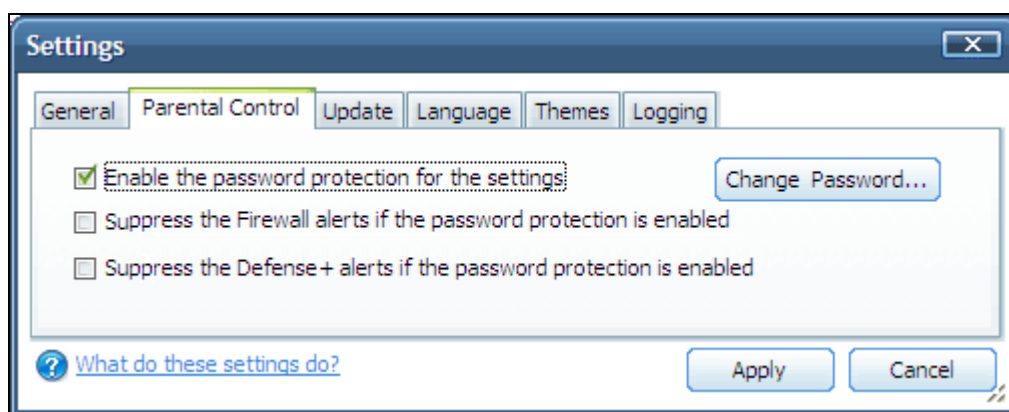 Settings
General Parental Control Update Language Themes Logging
Enable the password protection for the settings Change Password...
Suppress the Firewall alerts if the password protection is enabled
Suppress the Defense+ alerts if the password protection is enabled
What do these settings do? Apply Cancel